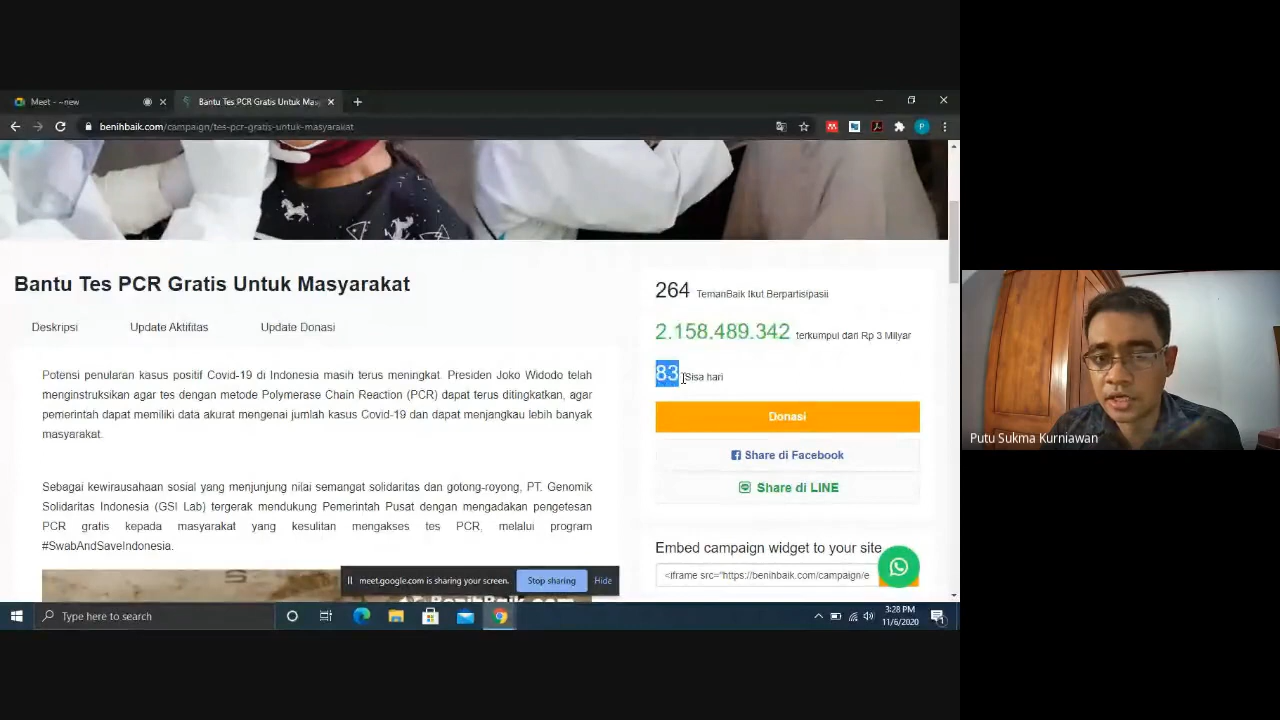 Meet - ~new
Bantu Tes PCR Gratis Untuk Mas
benihbaik.com/campaign/tes-pcr-gratis-untuk-masyarakat
Bantu Tes PCR Gratis Untuk Masyarakat
Deskripsi Update Aktifitas Update Donasi
Potensi penularan kasus positif Covid-19 di Indonesia masih terus meningkat. Presiden Joko Widodo telah
menginstruksikan agar tes dengan metode Polymerase Chain Reaction (PCR) dapat terus ditingkatkan, agar
pemerintah dapat memiliki data akurat mengenai jumlah kasus Covid-19 dan dapat menjangkau lebih banyak
masyarakat.
Sebagai kewirausahaan sosial yang menjunjung nilai semangat solidaritas dan gotong-royong, PT. Genomik
Solidaritas Indonesia (GSI Lab) tergerak mendukung Pemerintah Pusat dengan mengadakan pengetesan
PCR gratis kepada masyarakat yang kesulitan mengakses tes PCR, melalui program
#SwabAndSaveIndonesia.
264 TemanBaik Ikut Berpartisipasii
2.158.489.342 terkumpul dari Rp 3 Milyar
83 Sisa hari
Donasi
Share di Facebook
Share di LINE
Embed campaign widget to your site
<iframe src="https://benihbaik.com/campaign/e
meet.google.com is sharing your screen. Stop sharing Hide
Type here to search
3:28 PM
11/6/2020
Putu Sukma Kurniawan